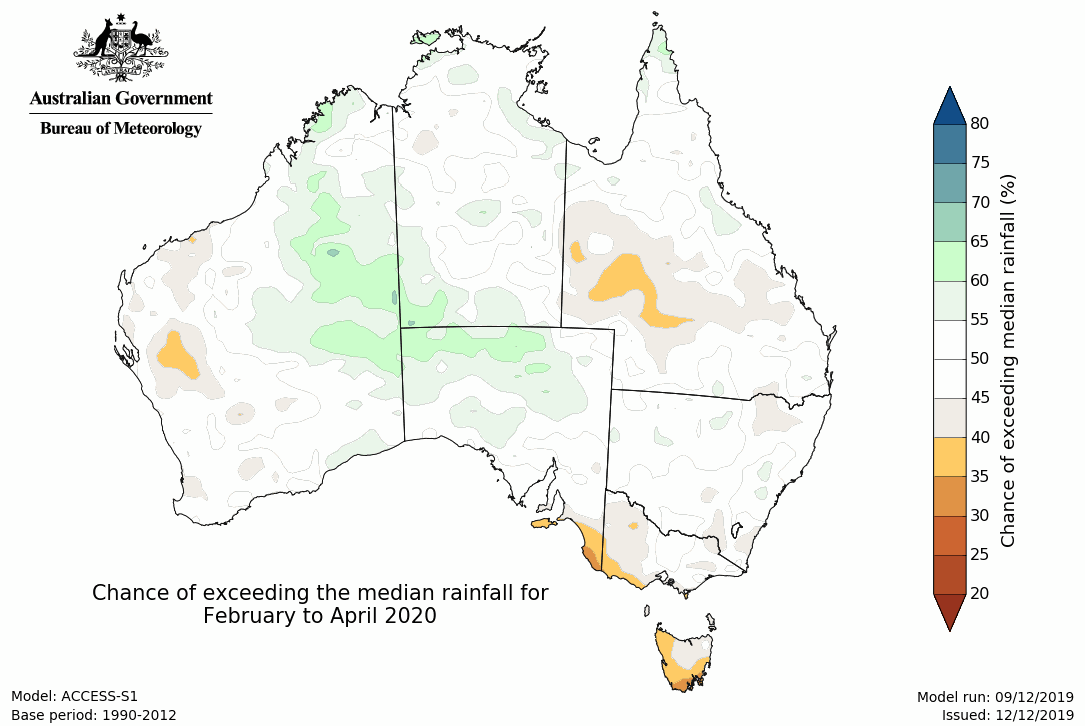 Australian Government
Bureau of Meteorology
80
75
70
65
60
55
50
45
40
35
30
25
20
Chance of exceeding median rainfall (%)
Chance of exceeding the median rainfall for
February to April 2020
Model: ACCESS-S1
Base period: 1990-2012
Model run: 09/12/2019
Issued: 12/12/2019